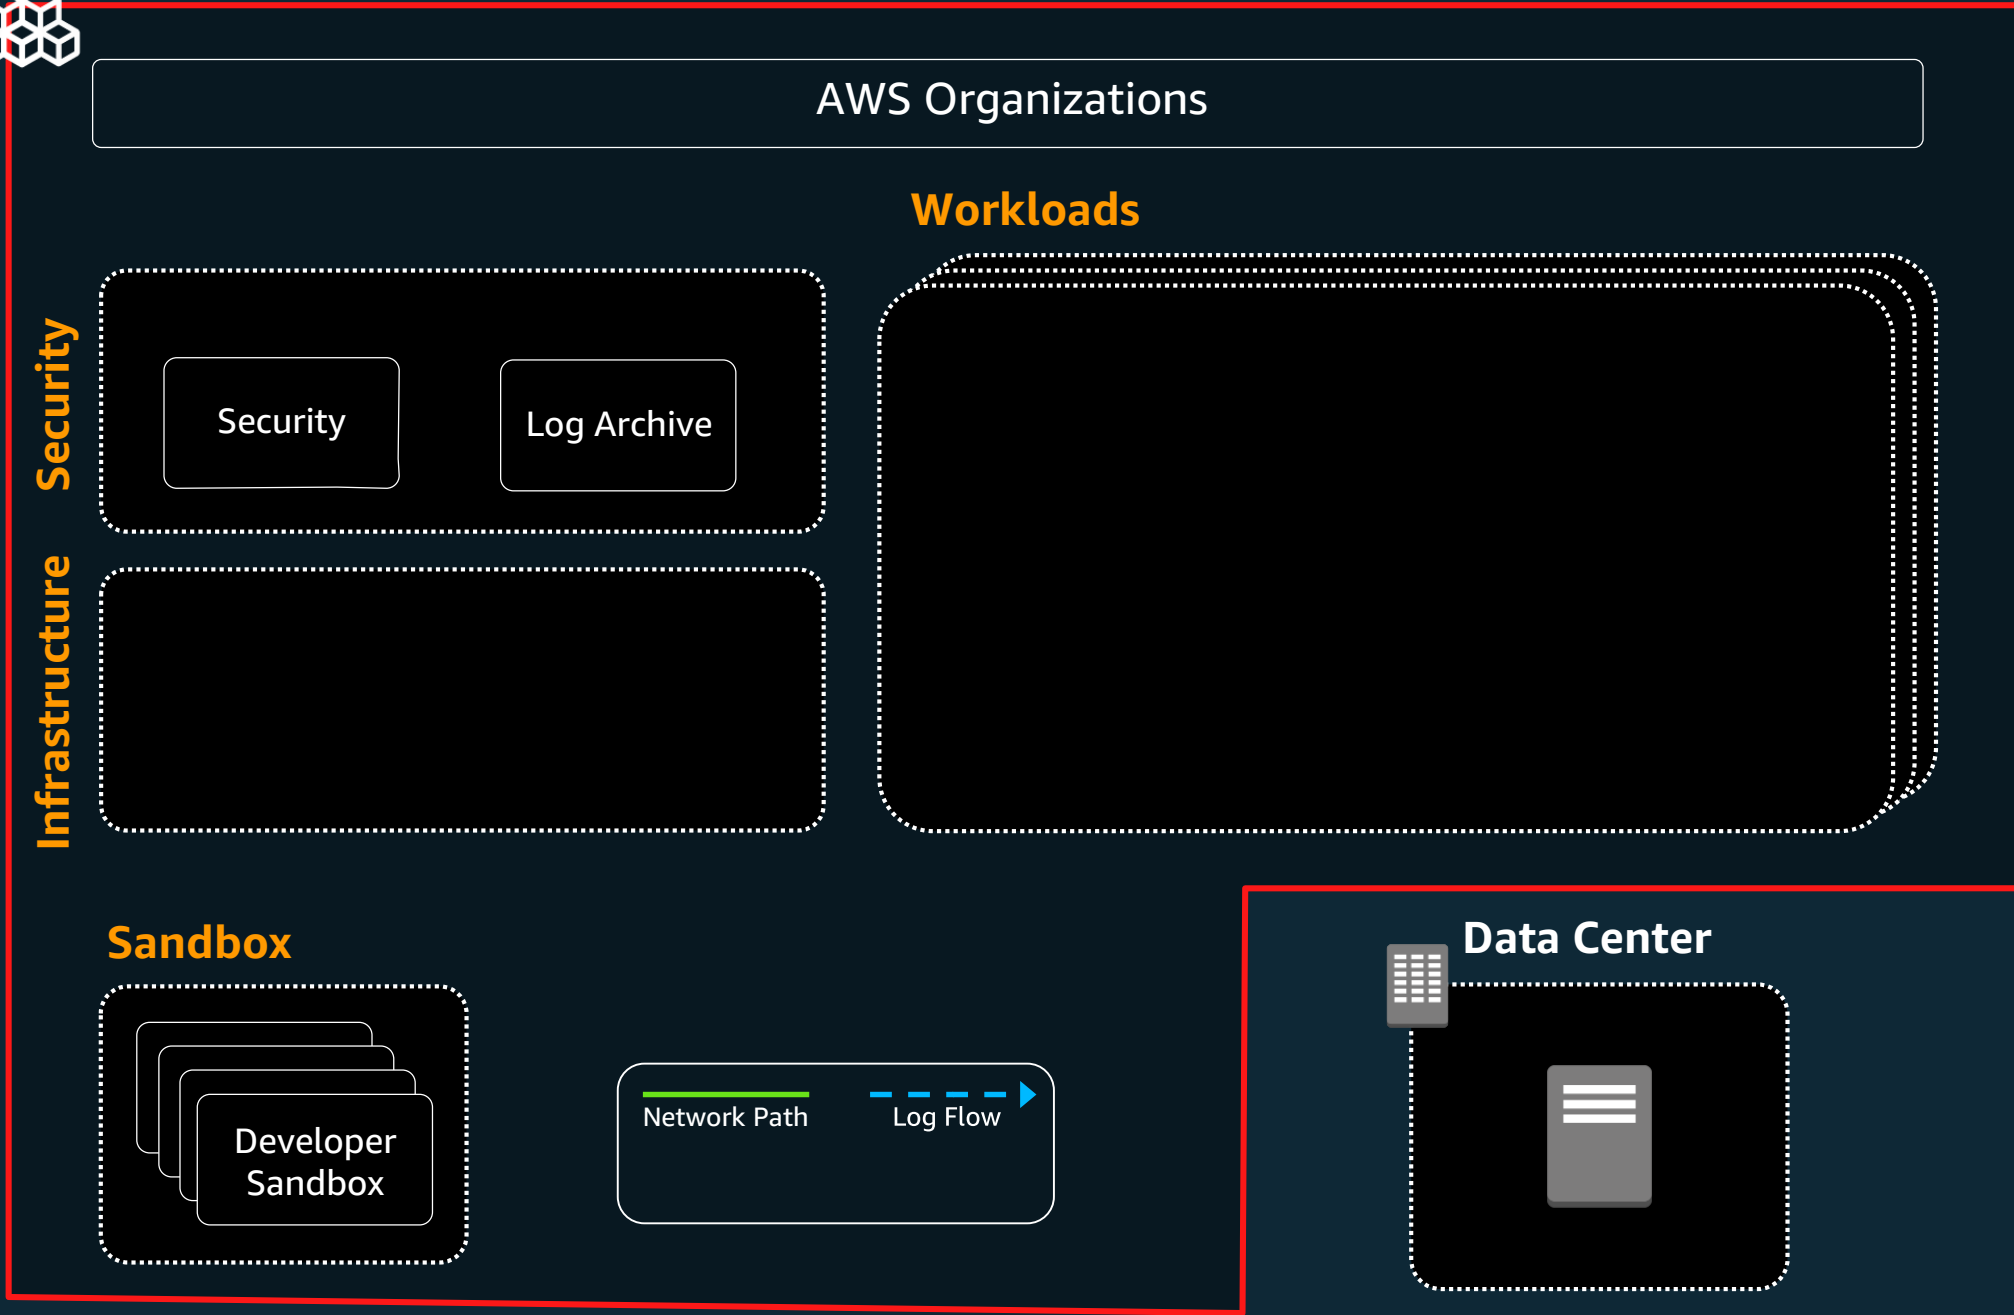 AWS Organizations
Workloads
Security
Security
Log Archive
Infrastructure
Sandbox
Developer
Sandbox
Network Path
Log Flow
Data Center